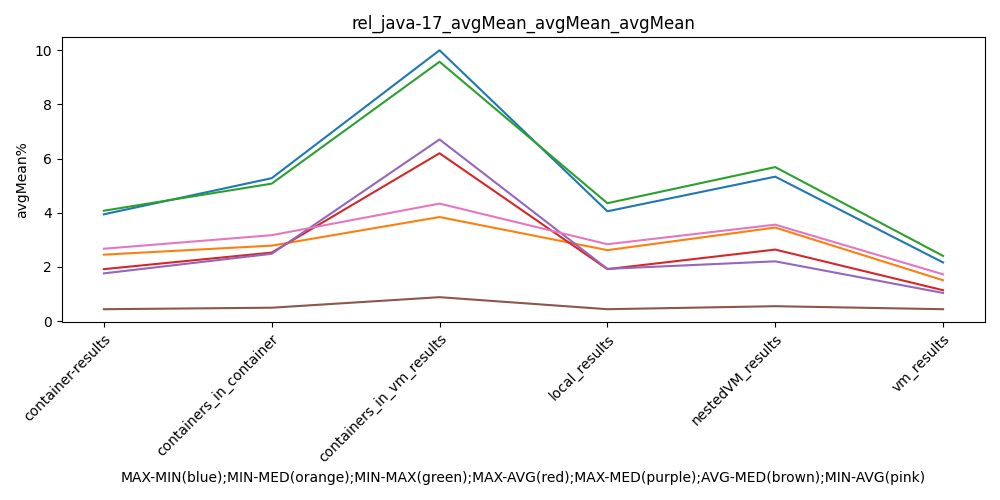 rel_java-17_avgMean_avgMean_avgMean
avgMean%
10
8
6
4
2
0
container-results
containers_in_container
containers_in_vm_results
local_results
nestedVM_results
vm_results
MAX-MIN(blue);MIN-MED(orange);MIN-MAX(green);MAX-AVG(red);MAX-MED(purple);AVG-MED(brown);MIN-AVG(pink)